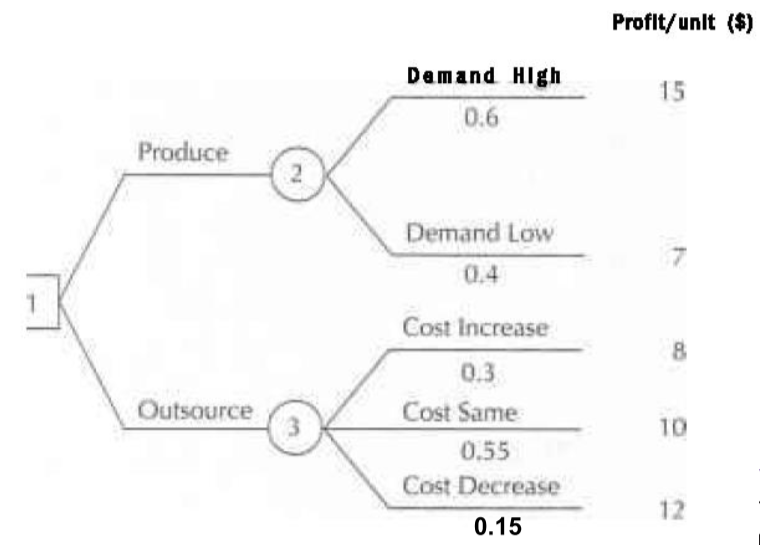 Profit/unit ($)
Demand High 15
0.6
Produce
2
Demand Low 7
0.4
1
Cost Increase 8
0.3
Outsource 3 Cost Same 10
0.55
Cost Decrease 12
0.15